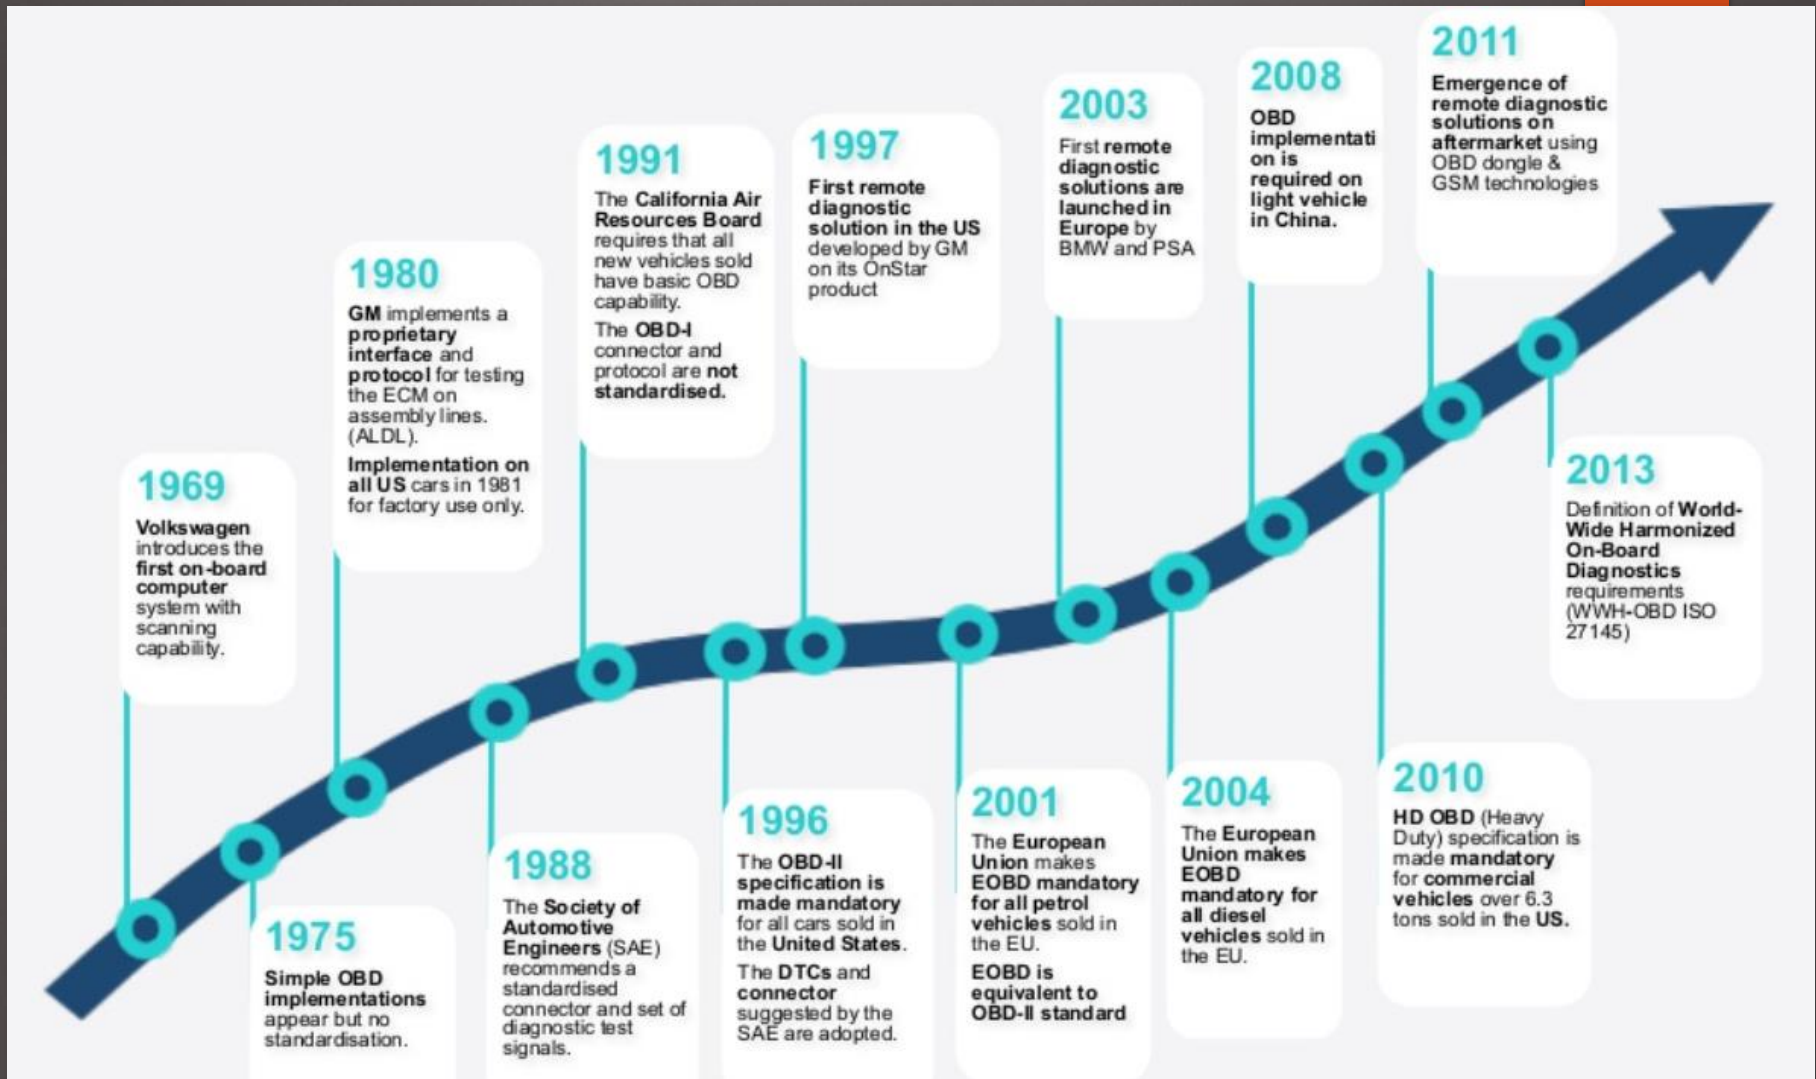 1969
Volkswagen
introduces the
first on-board
computer
system with
scanning
capability.
1975
Simple OBD
implementations
appear but no
standardisation.
1980
GM implements a
proprietary
interface and
protocol for testing
the ECM on
assembly lines.
(ALDL).
Implementation on
all US cars in 1981
for factory use only.
1988
The Society of
Automotive
Engineers (SAE)
recommends a
standardised
connector and set of
diagnostic test
signals.
1991
The California Air
Resources Board
requires that all
new vehicles sold
have basic OBD
capability.
The OBD-I
connector and
protocol are not
standardised.
1996
The OBD-II
specification is
made mandatory
for all cars sold in
the United States.
The DTCs and
connector
suggested by the
SAE are adopted.
1997
First remote
diagnostic
solution in the US
developed by GM
on its OnStar
product
2001
The European
Union makes
EOBD mandatory
for all petrol
vehicles sold in
the EU.
EOBD is
equivalent to
OBD-II standard
2003
First remote
diagnostic
solutions are
launched in
Europe by
BMW and PSA
2004
The European
Union makes
EOBD
mandatory for
all diesel
vehicles sold in
the EU.
2008
OBD
implementati
on is
required on
light vehicle
in China.
2010
HD OBD (Heavy
Duty) specification is
made mandatory
for commercial
vehicles over 6.3
tons sold in the US.
2011
Emergence of
remote diagnostic
solutions on
aftermarket using
OBD dongle &
GSM technologies
2013
Definition of World-
Wide Harmonized
On-Board
Diagnostics
requirements
(WWH-OBD ISO
27145)